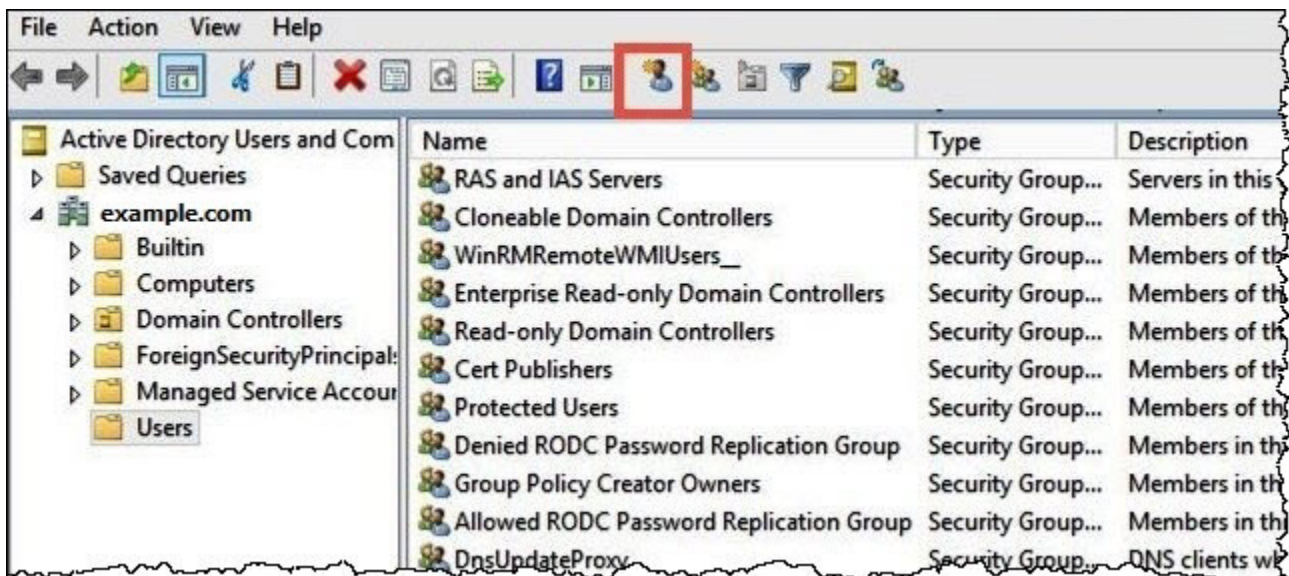 File Action View Help
Active Directory Users and Com
Saved Queries
example.com
Builtin
Computers
Domain Controllers
ForeignSecurityPrincipals
Managed Service Accour
Users
Name Type Description
RAS and IAS Servers Security Group... Servers in this
Cloneable Domain Controllers Security Group... Members of th
WinRMRemoteWMIUsers__ Security Group... Members of th
Enterprise Read-only Domain Controllers Security Group... Members of th
Read-only Domain Controllers Security Group... Members of th
Cert Publishers Security Group... Members of th
Protected Users Security Group... Members of th
Denied RODC Password Replication Group Security Group... Members in th
Group Policy Creator Owners Security Group... Members in th
Allowed RODC Password Replication Group Security Group... Members in thi
DnsUpdateProxy Security Group... DNS clients wh